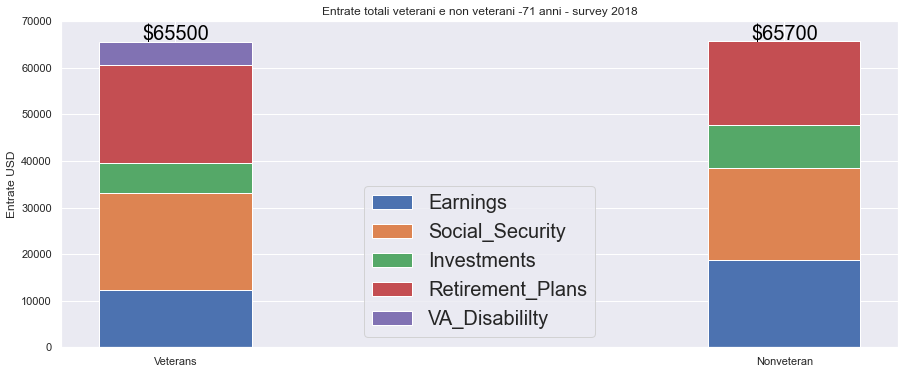 Entrate totali veterani e non veterani -71 anni - survey 2018
Entrate USD
70000
60000
50000
40000
30000
20000
10000
0
$65500
$65700
Earnings
Social_Security
Investments
Retirement_Plans
VA_Disabililty
Veterans
Nonveteran